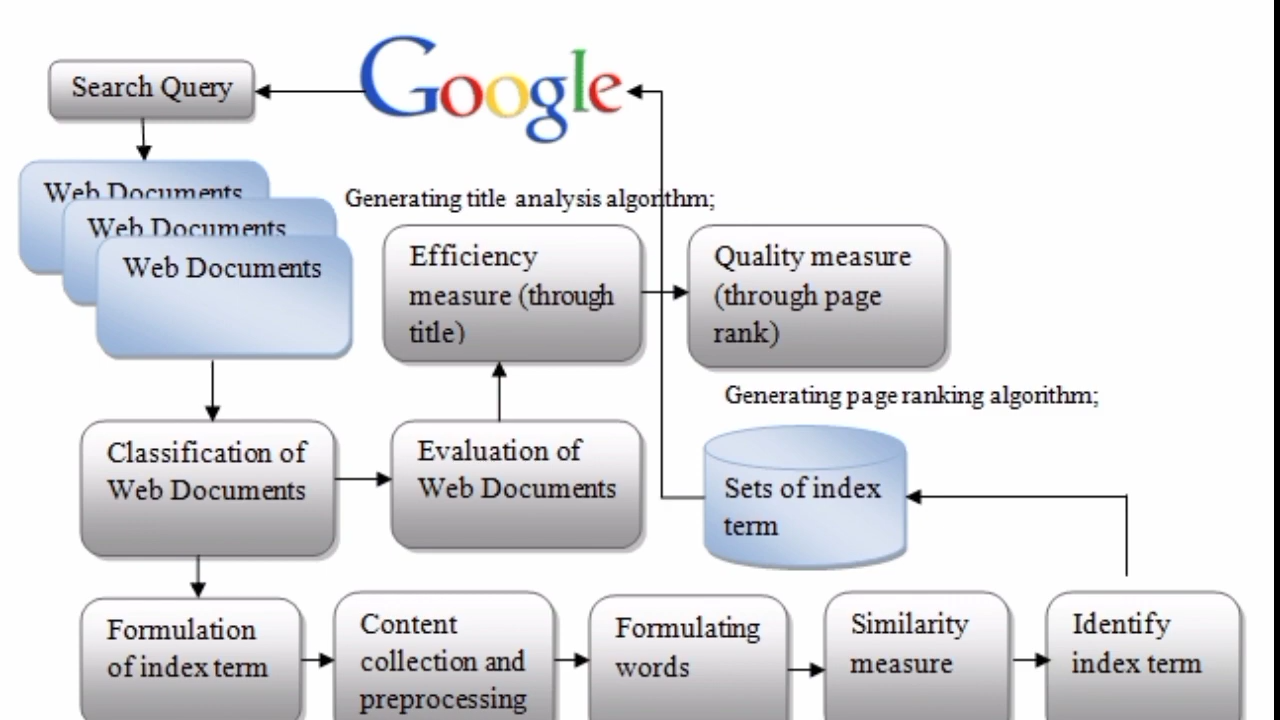 Search Query
Google
Web Documents
Web Documents
Web Documents
Generating title analysis algorithm;
Efficiency
measure (through
title)
Quality measure
(through page
rank)
Generating page ranking algorithm;
Classification of
Web Documents
Evaluation of
Web Documents
Sets of index
term
Formulation
of index term
Content
collection and
preprocessing
Formulating
words
Similarity
measure
Identify
index term